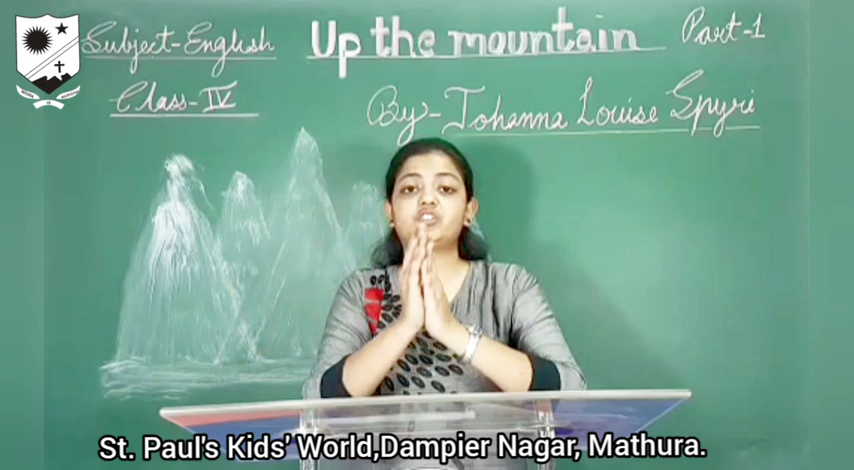 Subject-English
Up the mountain
Part-1
Class-IV
By-Johanna Louise Spyri
St. Paul's Kids' World,Dampier Nagar, Mathura.